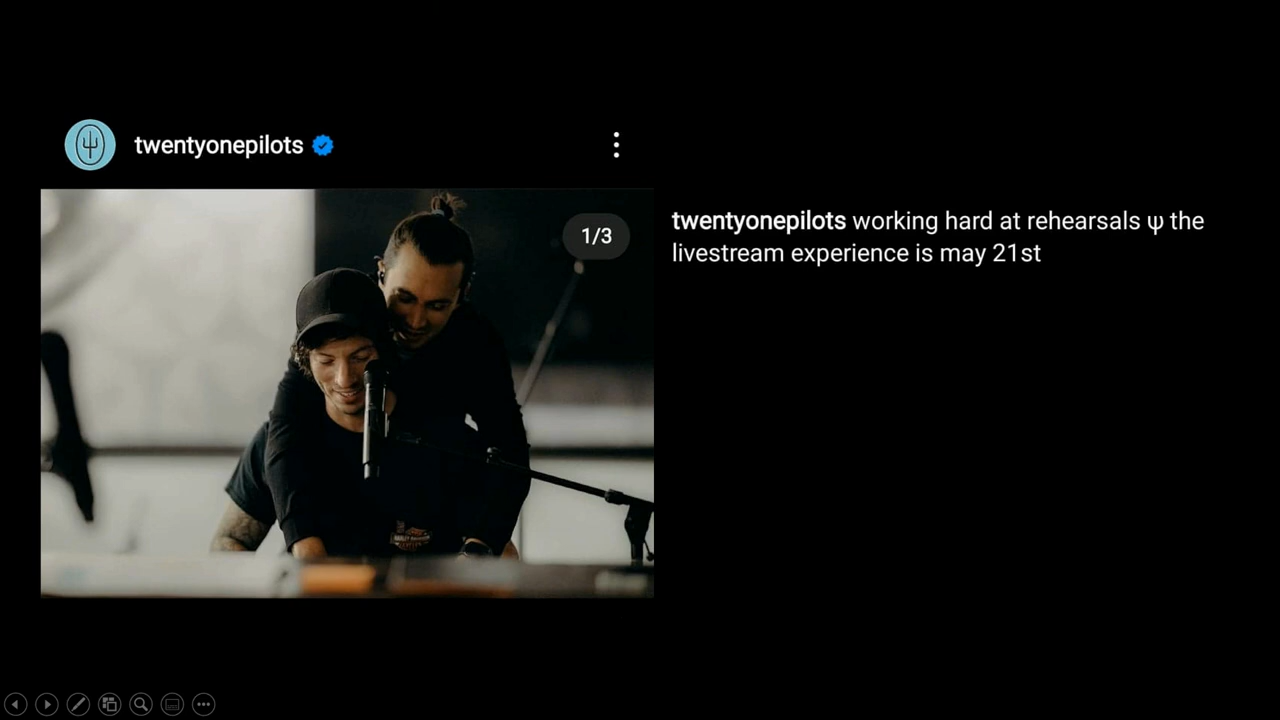 twentyonepilots
1/3
twentyonepilots working hard at rehearsals ψ the
livestream experience is may 21st